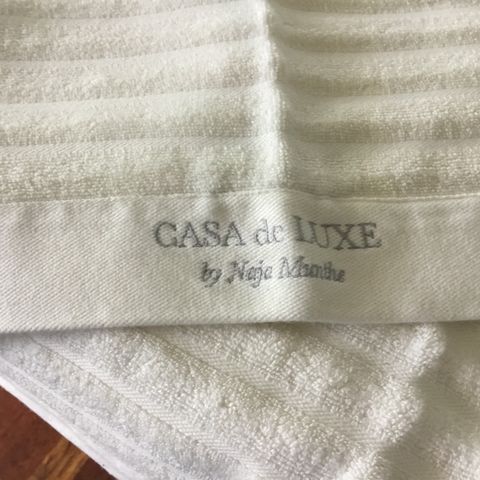 CASA de LUXE
by Naja Munthe